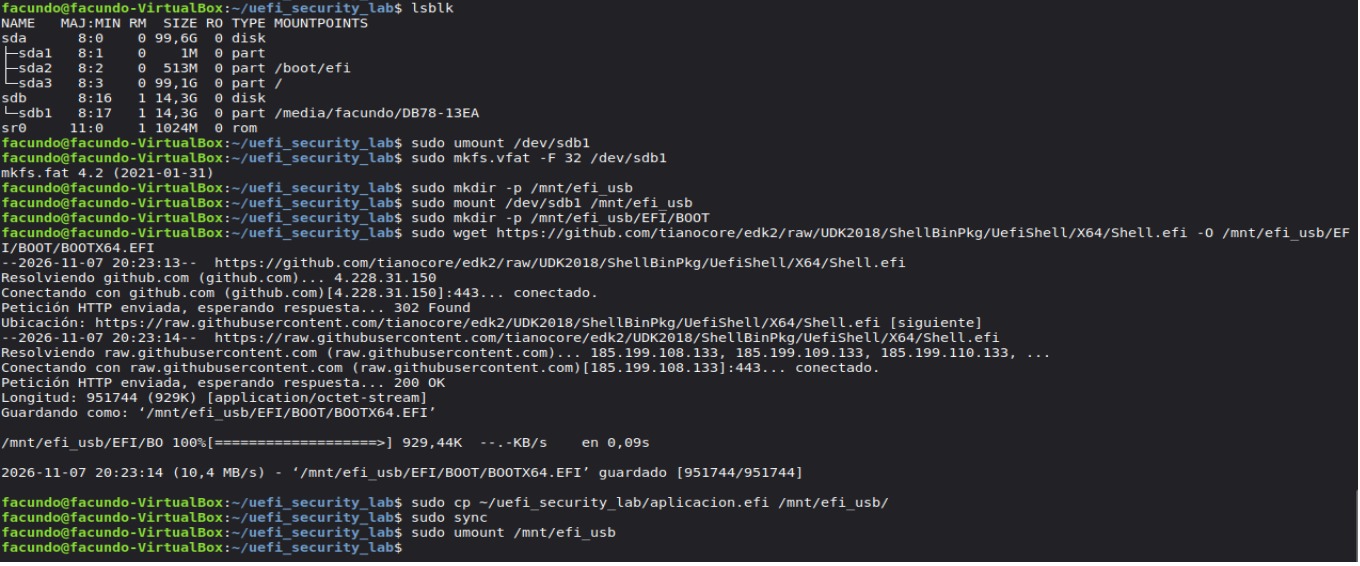 facundo@facundo-VirtualBox:~/uefi_security_lab$ lsblk
NAME   MAJ:MIN RM  SIZE RO TYPE MOUNTPOINTS
sda      8:0    0 99,6G  0 disk
├─sda1   8:1    0    1M  0 part
├─sda2   8:2    0  513M  0 part /boot/efi
└─sda3   8:3    0 99,1G  0 part /
sdb      8:16   1 14,3G  0 disk
└─sdb1   8:17   1 14,3G  0 part /media/facundo/DB78-13EA
sr0     11:0    1 1024M  0 rom
facundo@facundo-VirtualBox:~/uefi_security_lab$ sudo umount /dev/sdb1
facundo@facundo-VirtualBox:~/uefi_security_lab$ sudo mkfs.vfat -F 32 /dev/sdb1
mkfs.fat 4.2 (2021-01-31)
facundo@facundo-VirtualBox:~/uefi_security_lab$ sudo mkdir -p /mnt/efi_usb
facundo@facundo-VirtualBox:~/uefi_security_lab$ sudo mount /dev/sdb1 /mnt/efi_usb
facundo@facundo-VirtualBox:~/uefi_security_lab$ sudo mkdir -p /mnt/efi_usb/EFI/BOOT
facundo@facundo-VirtualBox:~/uefi_security_lab$ sudo wget https://github.com/tianocore/edk2/raw/UDK2018/ShellBinPkg/UefiShell/X64/Shell.efi -O /mnt/efi_usb/EF
I/BOOT/BOOTX64.EFI
--2026-11-07 20:23:13--  https://github.com/tianocore/edk2/raw/UDK2018/ShellBinPkg/UefiShell/X64/Shell.efi
Resolviendo github.com (github.com)... 4.228.31.150
Conectando con github.com (github.com)[4.228.31.150]:443... conectado.
Petición HTTP enviada, esperando respuesta... 302 Found
Ubicación: https://raw.githubusercontent.com/tianocore/edk2/UDK2018/ShellBinPkg/UefiShell/X64/Shell.efi [siguiente]
--2026-11-07 20:23:14--  https://raw.githubusercontent.com/tianocore/edk2/UDK2018/ShellBinPkg/UefiShell/X64/Shell.efi
Resolviendo raw.githubusercontent.com (raw.githubusercontent.com)... 185.199.108.133, 185.199.109.133, 185.199.110.133, ...
Conectando con raw.githubusercontent.com (raw.githubusercontent.com)[185.199.108.133]:443... conectado.
Petición HTTP enviada, esperando respuesta... 200 OK
Longitud: 951744 (929K) [application/octet-stream]
Guardando como: ‘/mnt/efi_usb/EFI/BOOT/BOOTX64.EFI’
/mnt/efi_usb/EFI/BO 100%[===================>] 929,44K  --.-KB/s    en 0,09s
2026-11-07 20:23:14 (10,4 MB/s) - ‘/mnt/efi_usb/EFI/BOOT/BOOTX64.EFI’ guardado [951744/951744]
facundo@facundo-VirtualBox:~/uefi_security_lab$ sudo cp ~/uefi_security_lab/aplicacion.efi /mnt/efi_usb/
facundo@facundo-VirtualBox:~/uefi_security_lab$ sudo sync
facundo@facundo-VirtualBox:~/uefi_security_lab$ sudo umount /mnt/efi_usb
facundo@facundo-VirtualBox:~/uefi_security_lab$